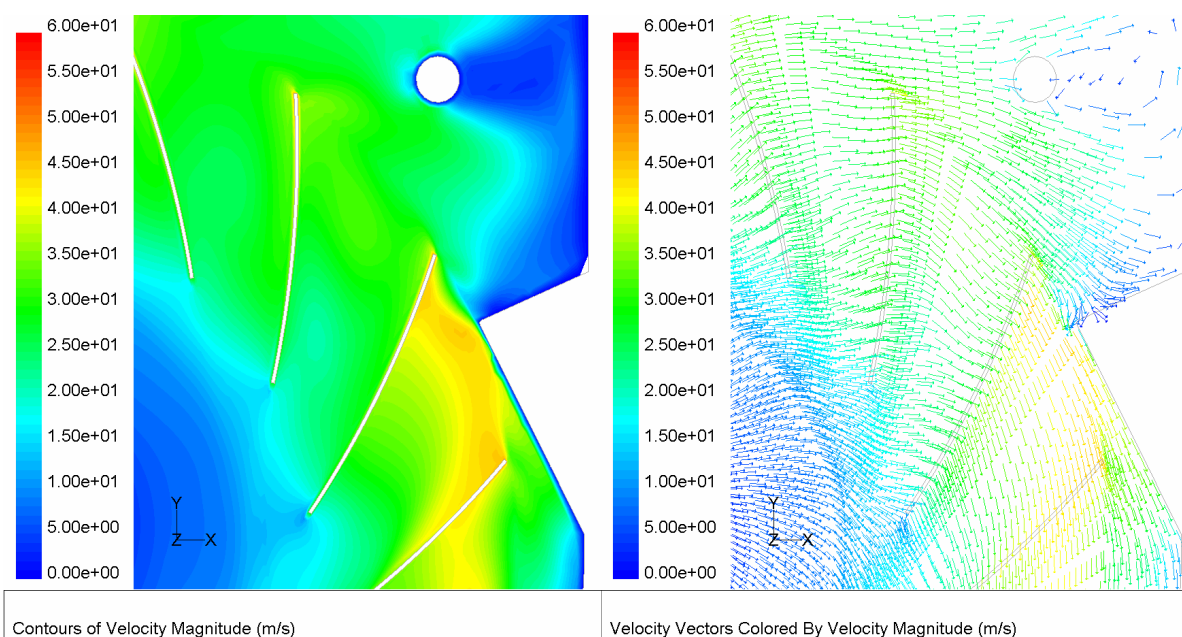 6.00e+01
5.50e+01
5.00e+01
4.50e+01
4.00e+01
3.50e+01
3.00e+01
2.50e+01
2.00e+01
1.50e+01
1.00e+01
5.00e+00
0.00e+00
Y
Z X
Contours of Velocity Magnitude (m/s)
6.00e+01
5.50e+01
5.00e+01
4.50e+01
4.00e+01
3.50e+01
3.00e+01
2.50e+01
2.00e+01
1.50e+01
1.00e+01
5.00e+00
0.00e+00
Y
Z X
Velocity Vectors Colored By Velocity Magnitude (m/s)